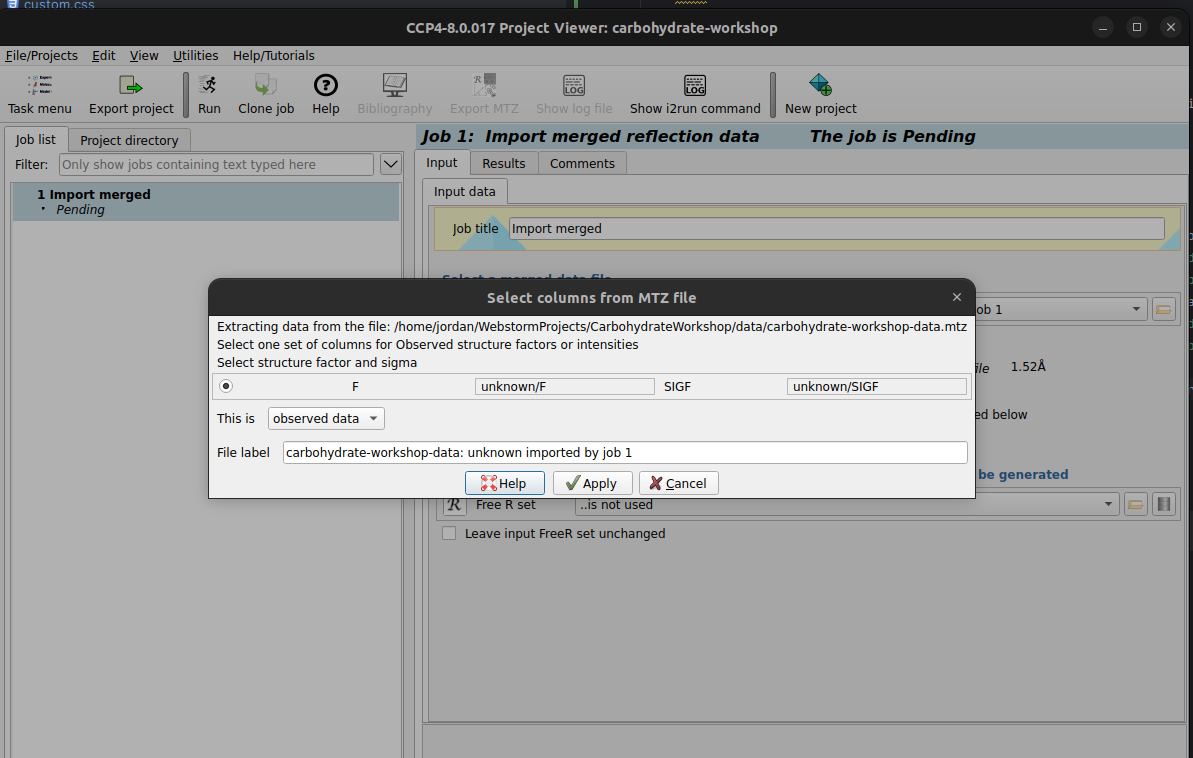 custom.css
CCP4-8.0.017 Project Viewer: carbohydrate-workshop
File/Projects Edit View Utilities Help/Tutorials
Task menu Export project Run Clone job Help Bibliography Export MTZ Show log file Show i2run command New project
Job list Project directory
Filter: Only show jobs containing text typed here
1 Import merged
Pending
Job 1: Import merged reflection data The job is Pending
Input Results Comments
Input data
Job title Import merged
Select a merged data file
ob 1
ile 1.52Å
ed below
be generated
Select columns from MTZ file
Extracting data from the file: /home/jordan/WebstormProjects/CarbohydrateWorkshop/data/carbohydrate-workshop-data.mtz
Select one set of columns for Observed structure factors or intensities
Select structure factor and sigma
F unknown/F SIGF unknown/SIGF
This is observed data
File label carbohydrate-workshop-data: unknown imported by job 1
Help Apply Cancel
R Free R set ..is not used
Leave input FreeR set unchanged